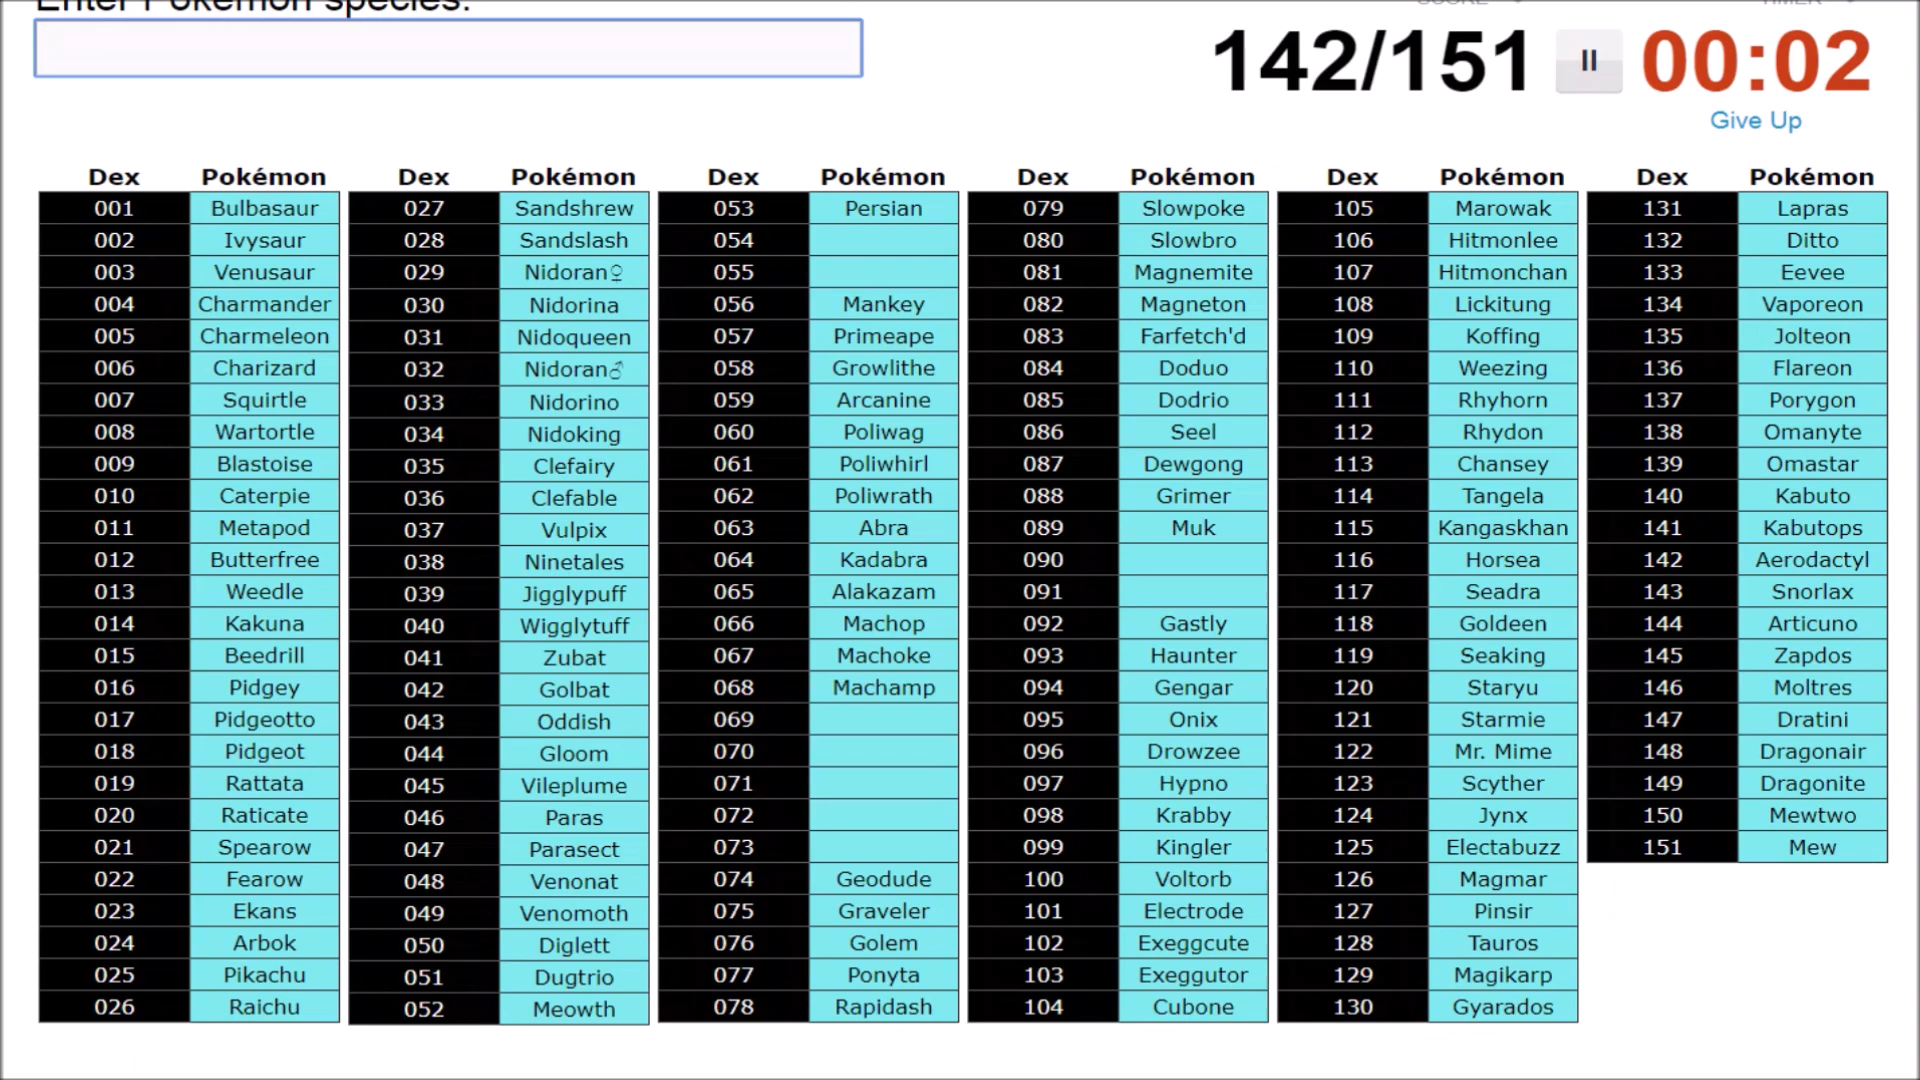 Enter Pokémon species:
SCORE TIMER
142/151 00:02
Give Up
Dex Pokémon Dex Pokémon Dex Pokémon Dex Pokémon Dex Pokémon Dex Pokémon
001 Bulbasaur 027 Sandshrew 053 Persian 079 Slowpoke 105 Marowak 131 Lapras
002 Ivysaur 028 Sandslash 054 080 Slowbro 106 Hitmonlee 132 Ditto
003 Venusaur 029 Nidoran♀ 055 081 Magnemite 107 Hitmonchan 133 Eevee
004 Charmander 030 Nidorina 056 Mankey 082 Magneton 108 Lickitung 134 Vaporeon
005 Charmeleon 031 Nidoqueen 057 Primeape 083 Farfetch'd 109 Koffing 135 Jolteon
006 Charizard 032 Nidoran♂ 058 Growlithe 084 Doduo 110 Weezing 136 Flareon
007 Squirtle 033 Nidorino 059 Arcanine 085 Dodrio 111 Rhyhorn 137 Porygon
008 Wartortle 034 Nidoking 060 Poliwag 086 Seel 112 Rhydon 138 Omanyte
009 Blastoise 035 Clefairy 061 Poliwhirl 087 Dewgong 113 Chansey 139 Omastar
010 Caterpie 036 Clefable 062 Poliwrath 088 Grimer 114 Tangela 140 Kabuto
011 Metapod 037 Vulpix 063 Abra 089 Muk 115 Kangaskhan 141 Kabutops
012 Butterfree 038 Ninetales 064 Kadabra 090 116 Horsea 142 Aerodactyl
013 Weedle 039 Jigglypuff 065 Alakazam 091 117 Seadra 143 Snorlax
014 Kakuna 040 Wigglytuff 066 Machop 092 Gastly 118 Goldeen 144 Articuno
015 Beedrill 041 Zubat 067 Machoke 093 Haunter 119 Seaking 145 Zapdos
016 Pidgey 042 Golbat 068 Machamp 094 Gengar 120 Staryu 146 Moltres
017 Pidgeotto 043 Oddish 069 095 Onix 121 Starmie 147 Dratini
018 Pidgeot 044 Gloom 070 096 Drowzee 122 Mr. Mime 148 Dragonair
019 Rattata 045 Vileplume 071 097 Hypno 123 Scyther 149 Dragonite
020 Raticate 046 Paras 072 098 Krabby 124 Jynx 150 Mewtwo
021 Spearow 047 Parasect 073 099 Kingler 125 Electabuzz 151 Mew
022 Fearow 048 Venonat 074 Geodude 100 Voltorb 126 Magmar
023 Ekans 049 Venomoth 075 Graveler 101 Electrode 127 Pinsir
024 Arbok 050 Diglett 076 Golem 102 Exeggcute 128 Tauros
025 Pikachu 051 Dugtrio 077 Ponyta 103 Exeggutor 129 Magikarp
026 Raichu 052 Meowth 078 Rapidash 104 Cubone 130 Gyarados